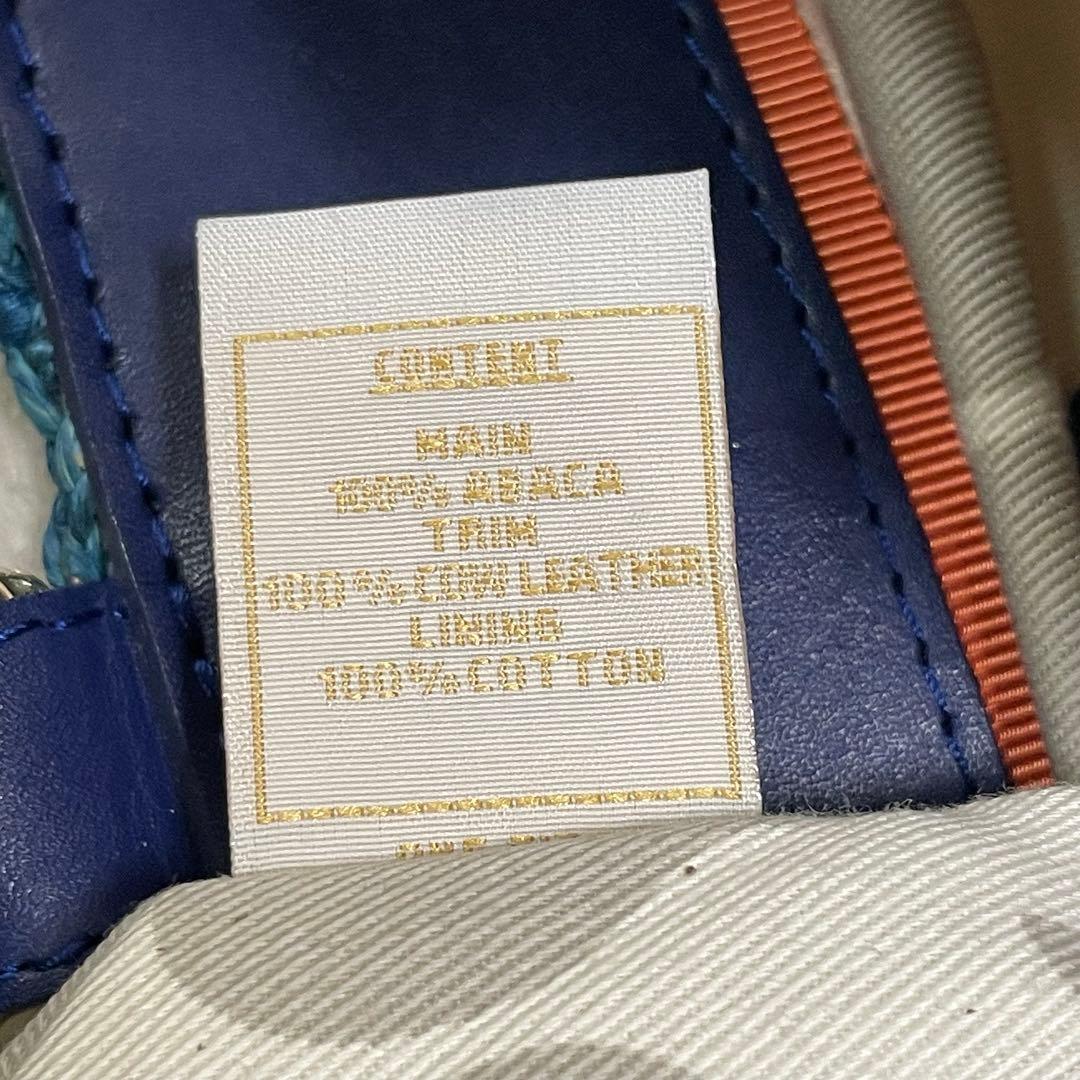 CONTENT
MAIN
100% ABACA
TRIM
100% COW LEATHER
LINING
100% COTTON